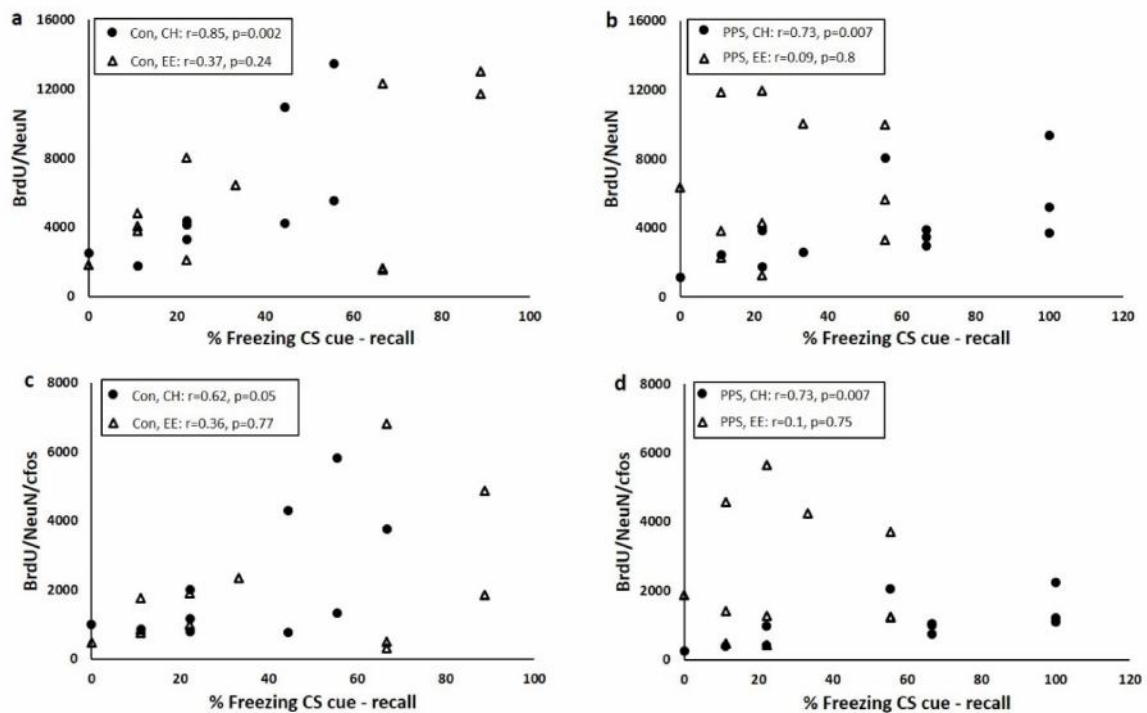 a
16000
12000
8000
4000
0
BrdU/NeuN
Con, CH: r=0.85, p=0.002
Con, EE: r=0.37, p=0.24
0 20 40 60 80 100
% Freezing CS cue - recall
b
16000
12000
8000
4000
0
BrdU/NeuN
PPS, CH: r=0.73, p=0.007
PPS, EE: r=0.09, p=0.8
0 20 40 60 80 100 120
% Freezing CS cue - recall
c
8000
6000
4000
2000
0
BrdU/NeuN/cfos
Con, CH: r=0.62, p=0.05
Con, EE: r=0.36, p=0.77
0 20 40 60 80 100
% Freezing CS cue - recall
d
8000
6000
4000
2000
0
BrdU/NeuN/cfos
PPS, CH: r=0.73, p=0.007
PPS, EE: r=0.1, p=0.75
0 20 40 60 80 100 120
% Freezing CS cue - recall